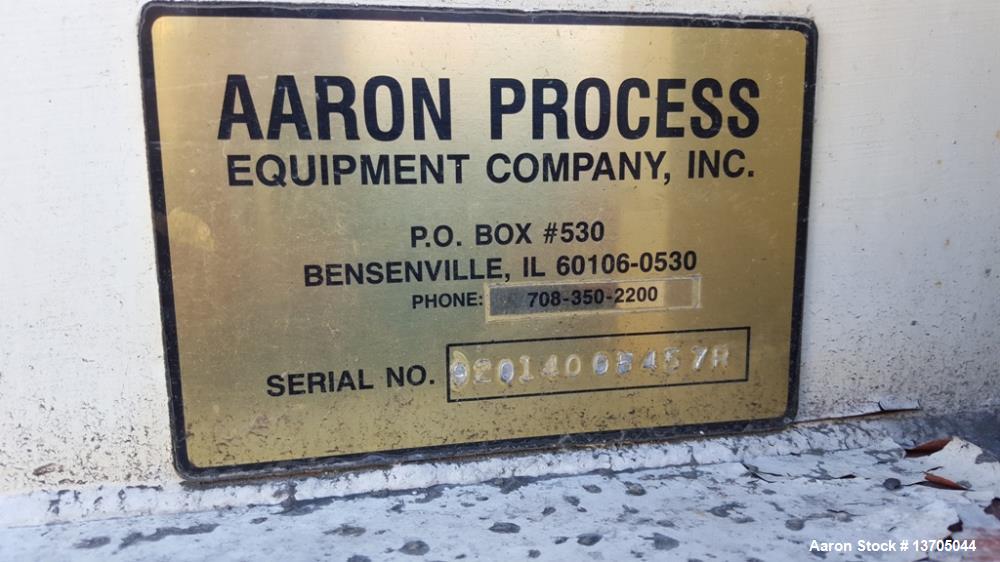 AARON PROCESS
EQUIPMENT COMPANY, INC.
P.O. BOX #530
BENSENVILLE, IL 60106-0530
PHONE: 708-350-2200
SERIAL NO.
Aaron Stock # 13705044